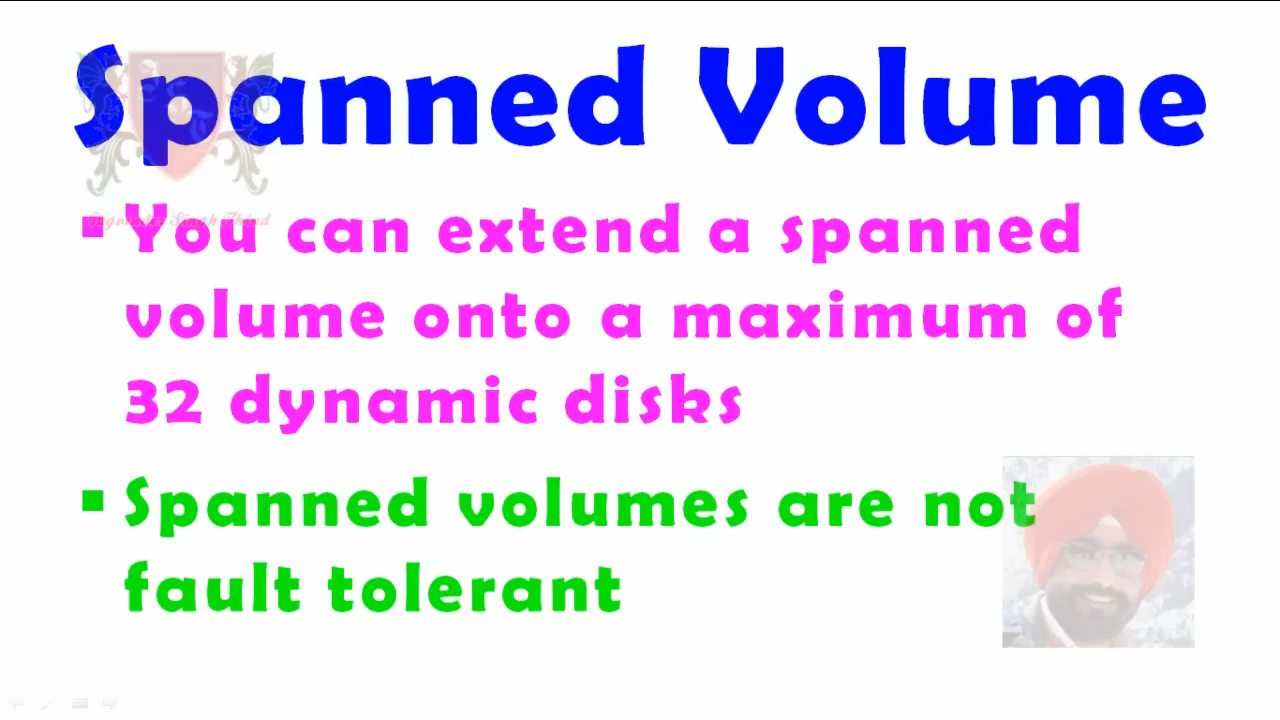 Spanned Volume
You can extend a spanned
volume onto a maximum of
32 dynamic disks
Spanned volumes are not
fault tolerant